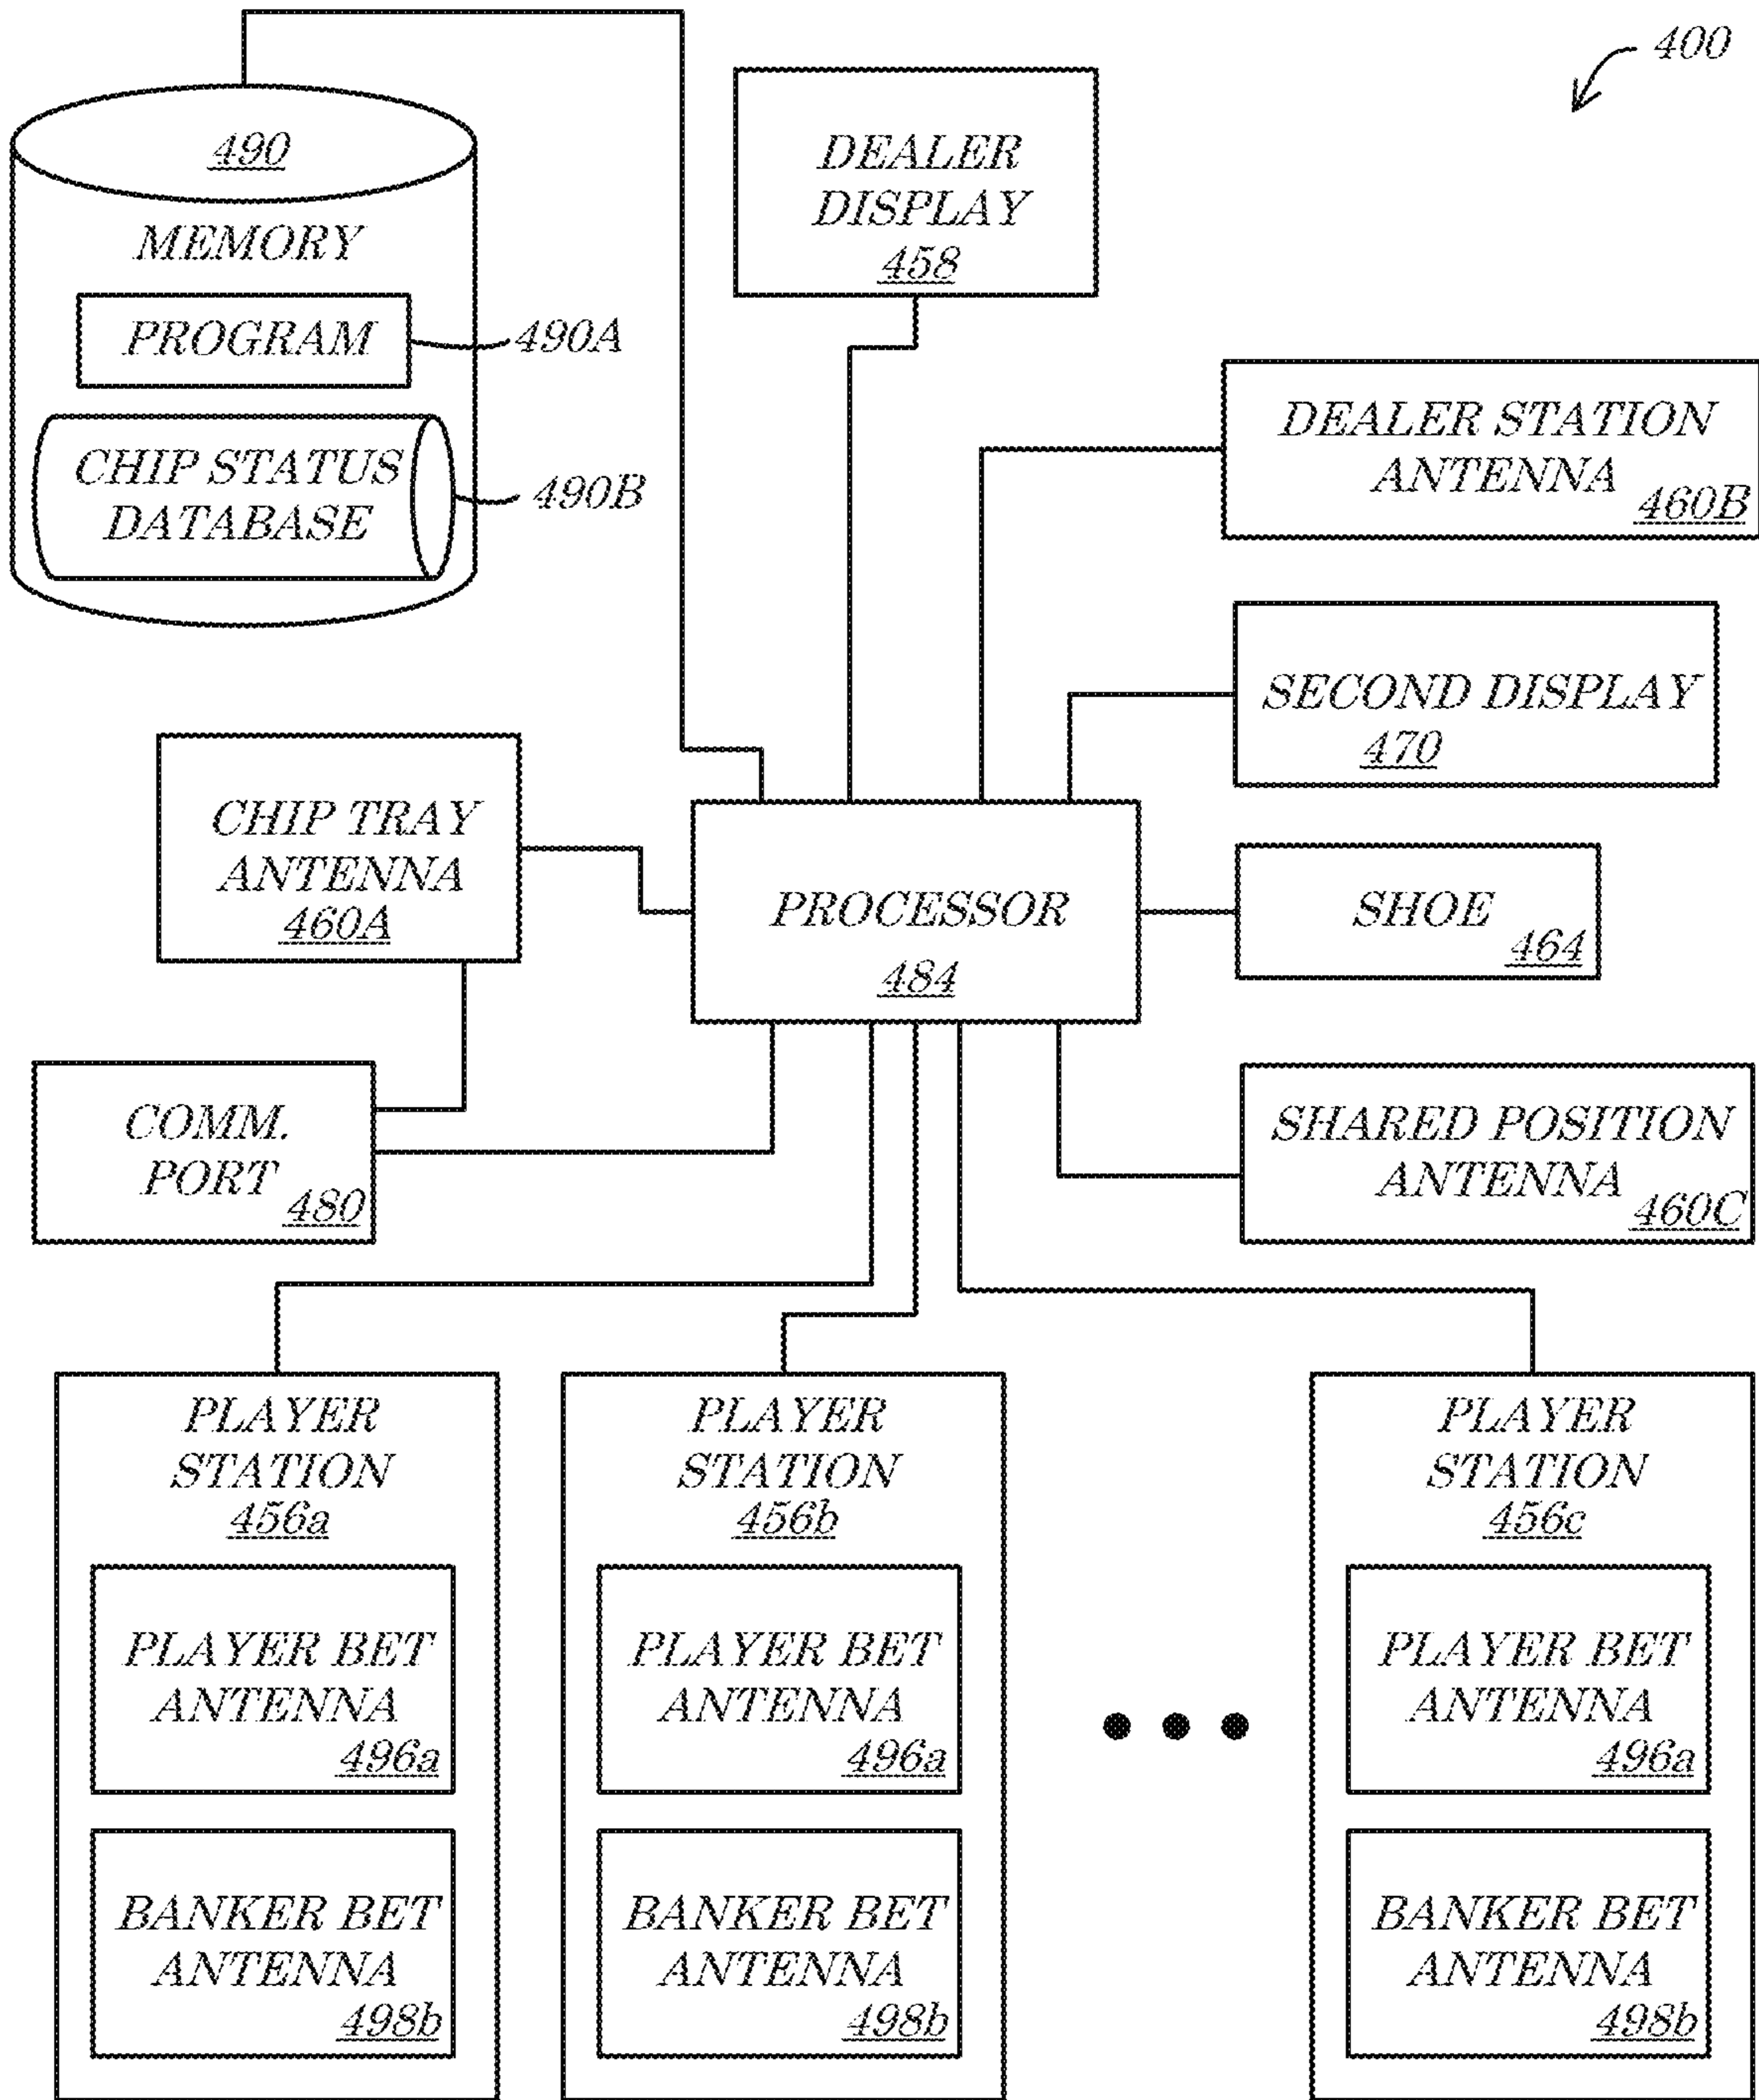 400
490
MEMORY
PROGRAM
490A
CHIP STATUS
DATABASE
490B
DEALER
DISPLAY
458
DEALER STATION
ANTENNA
460B
SECOND DISPLAY
470
CHIP TRAY
ANTENNA
460A
PROCESSOR
484
SHOE
464
COMM.
PORT
480
SHARED POSITION
ANTENNA
460C
PLAYER
STATION
456a
PLAYER BET
ANTENNA
496a
BANKER BET
ANTENNA
498b
PLAYER
STATION
456b
PLAYER BET
ANTENNA
496a
BANKER BET
ANTENNA
498b
PLAYER
STATION
456c
PLAYER BET
ANTENNA
496a
BANKER BET
ANTENNA
498b